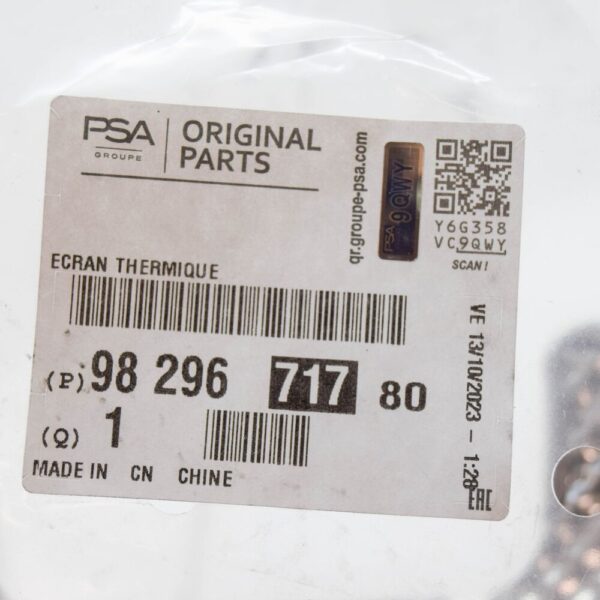 PSA
GROUPE
ORIGINAL
PARTS
qr.groupe-psa.com
PSA 9QWY
Y6G358
VC9QWY
SCAN!
ECRAN THERMIQUE
(P) 98 296 717 80
(Q) 1
MADE IN CN CHINE
VE 13/10/2023 - 1:28
EAC